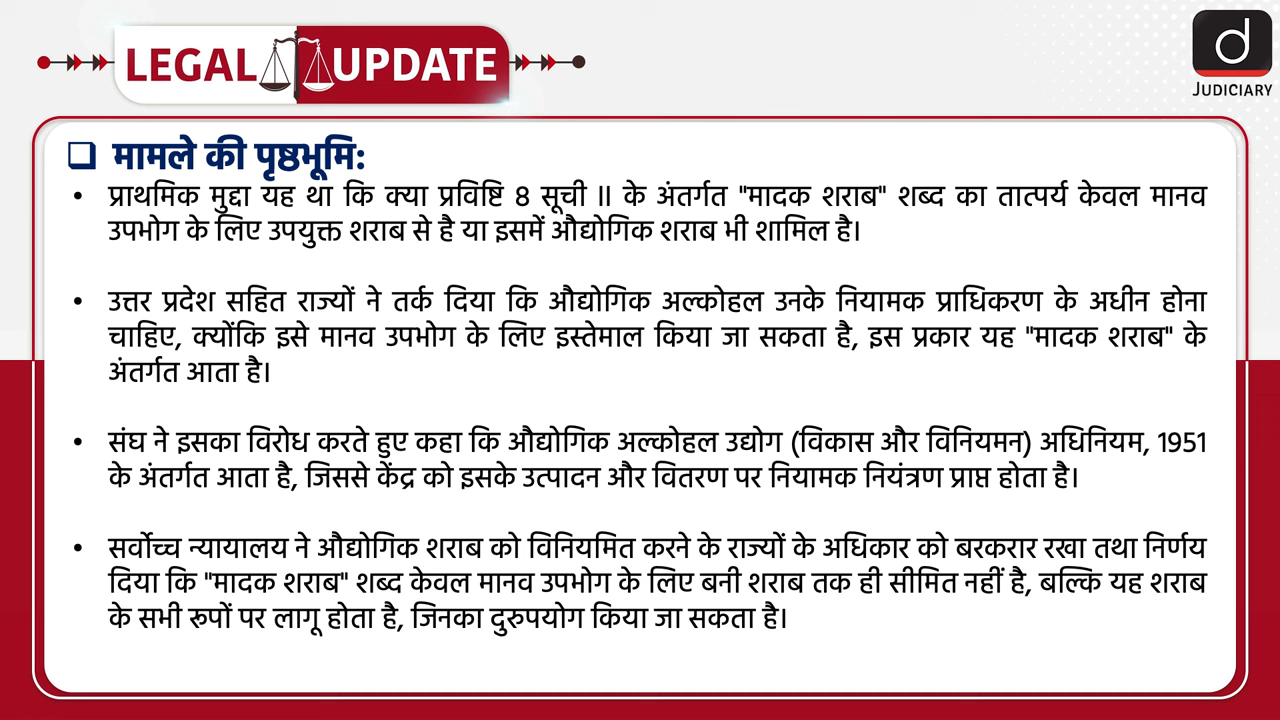 LEGAL UPDATE
d
JUDICIARY
❑ मामले की पृष्ठभूमि:
• प्राथमिक मुद्दा यह था कि क्या प्रविष्टि 8 सूची II के अंतर्गत "मादक शराब" शब्द का तात्पर्य केवल मानव
उपभोग के लिए उपयुक्त शराब से है या इसमें औद्योगिक शराब भी शामिल है।
• उत्तर प्रदेश सहित राज्यों ने तर्क दिया कि औद्योगिक अल्कोहल उनके नियामक प्राधिकरण के अधीन होना
चाहिए, क्योंकि इसे मानव उपभोग के लिए इस्तेमाल किया जा सकता है, इस प्रकार यह "मादक शराब" के
अंतर्गत आता है।
• संघ ने इसका विरोध करते हुए कहा कि औद्योगिक अल्कोहल उद्योग (विकास और विनियमन) अधिनियम, 1951
के अंतर्गत आता है, जिससे केंद्र को इसके उत्पादन और वितरण पर नियामक नियंत्रण प्राप्त होता है।
• सर्वोच्च न्यायालय ने औद्योगिक शराब को विनियमित करने के राज्यों के अधिकार को बरकरार रखा तथा निर्णय
दिया कि "मादक शराब" शब्द केवल मानव उपभोग के लिए बनी शराब तक ही सीमित नहीं है, बल्कि यह शराब
के सभी रूपों पर लागू होता है, जिनका दुरुपयोग किया जा सकता है।